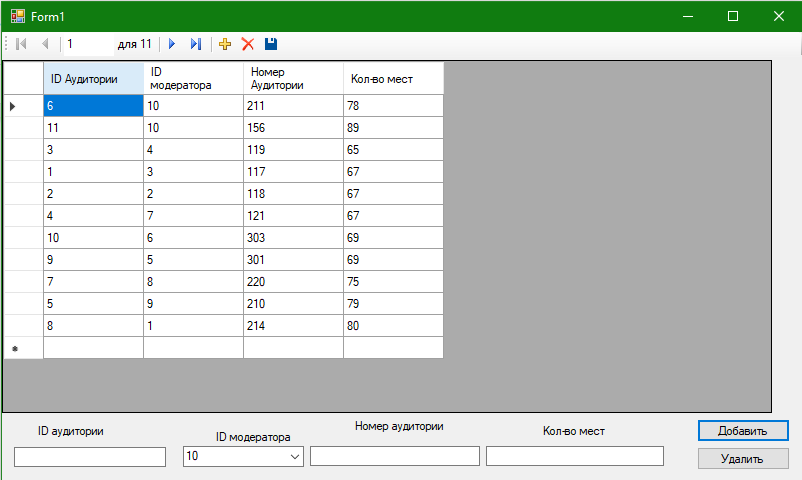 Form1
1 для 11
ID Аудитории ID модератора Номер Аудитории Кол-во мест
6 10 211 78
11 10 156 89
3 4 119 65
1 3 117 67
2 2 118 67
4 7 121 67
10 6 303 69
9 5 301 69
7 8 220 75
5 9 210 79
8 1 214 80
ID аудитории ID модератора Номер аудитории Кол-во мест Добавить
10 Удалить